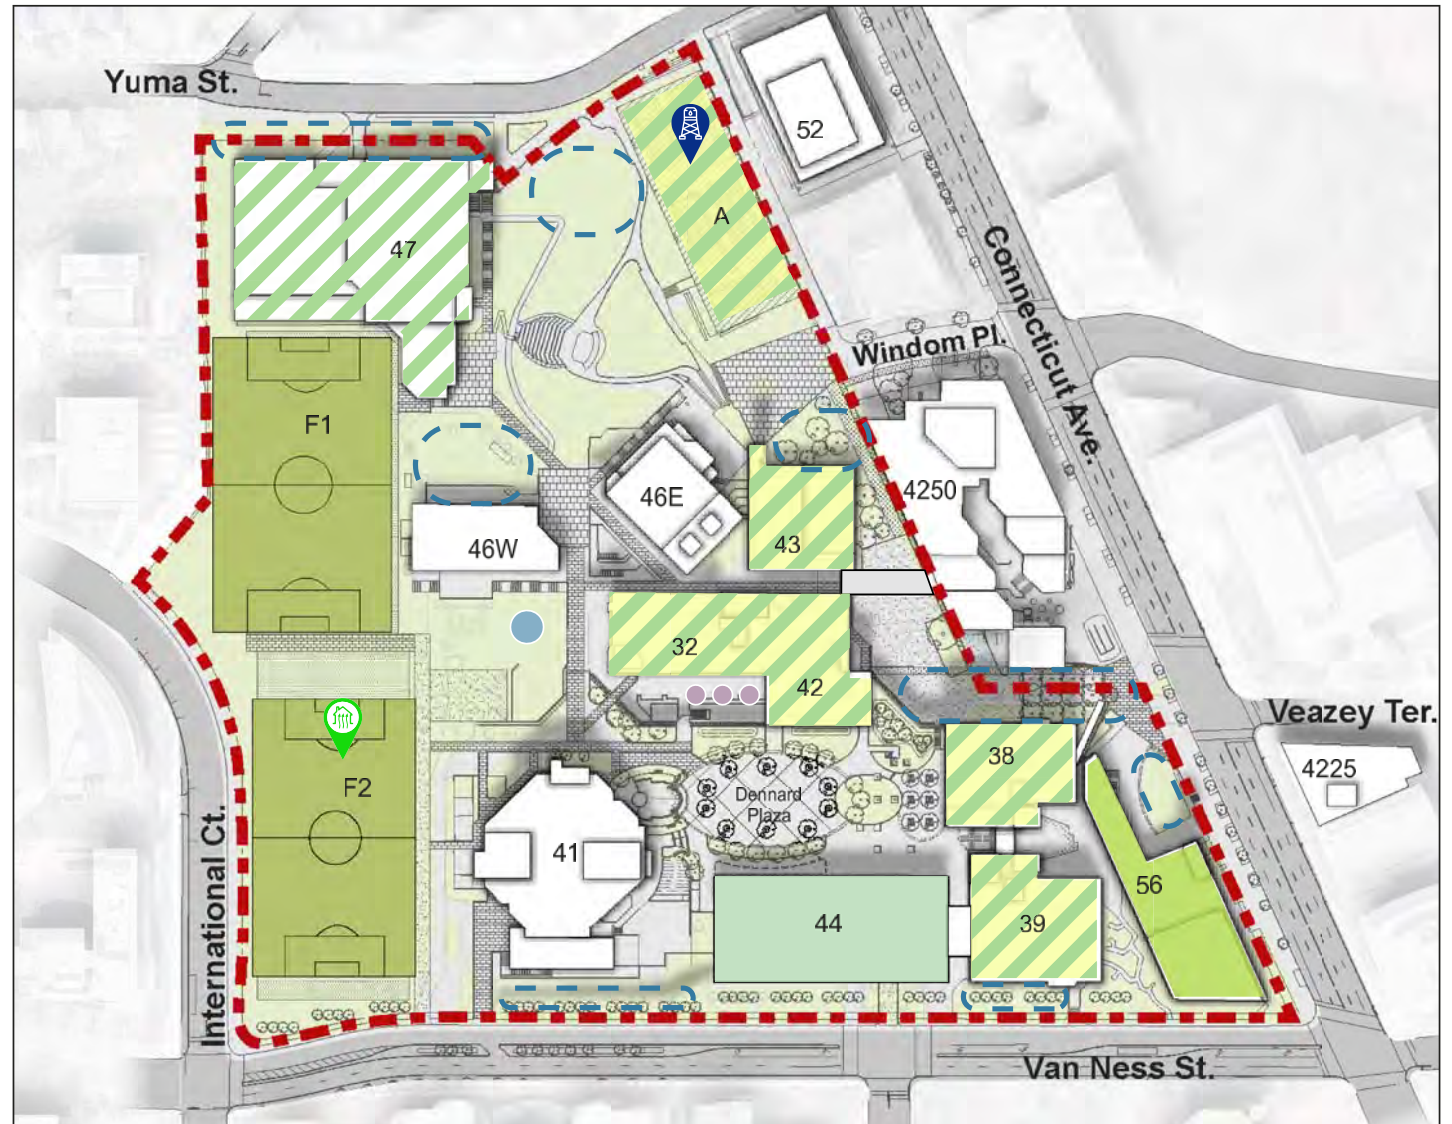 Yuma St.
52
A
47
Connecticut Ave.
Windom Pl.
F1
46E
4250
46W
43
32
42
Veazey Ter.
38
4225
F2
Dennard
Plaza
International Ct.
41
56
44
39
Van Ness St.